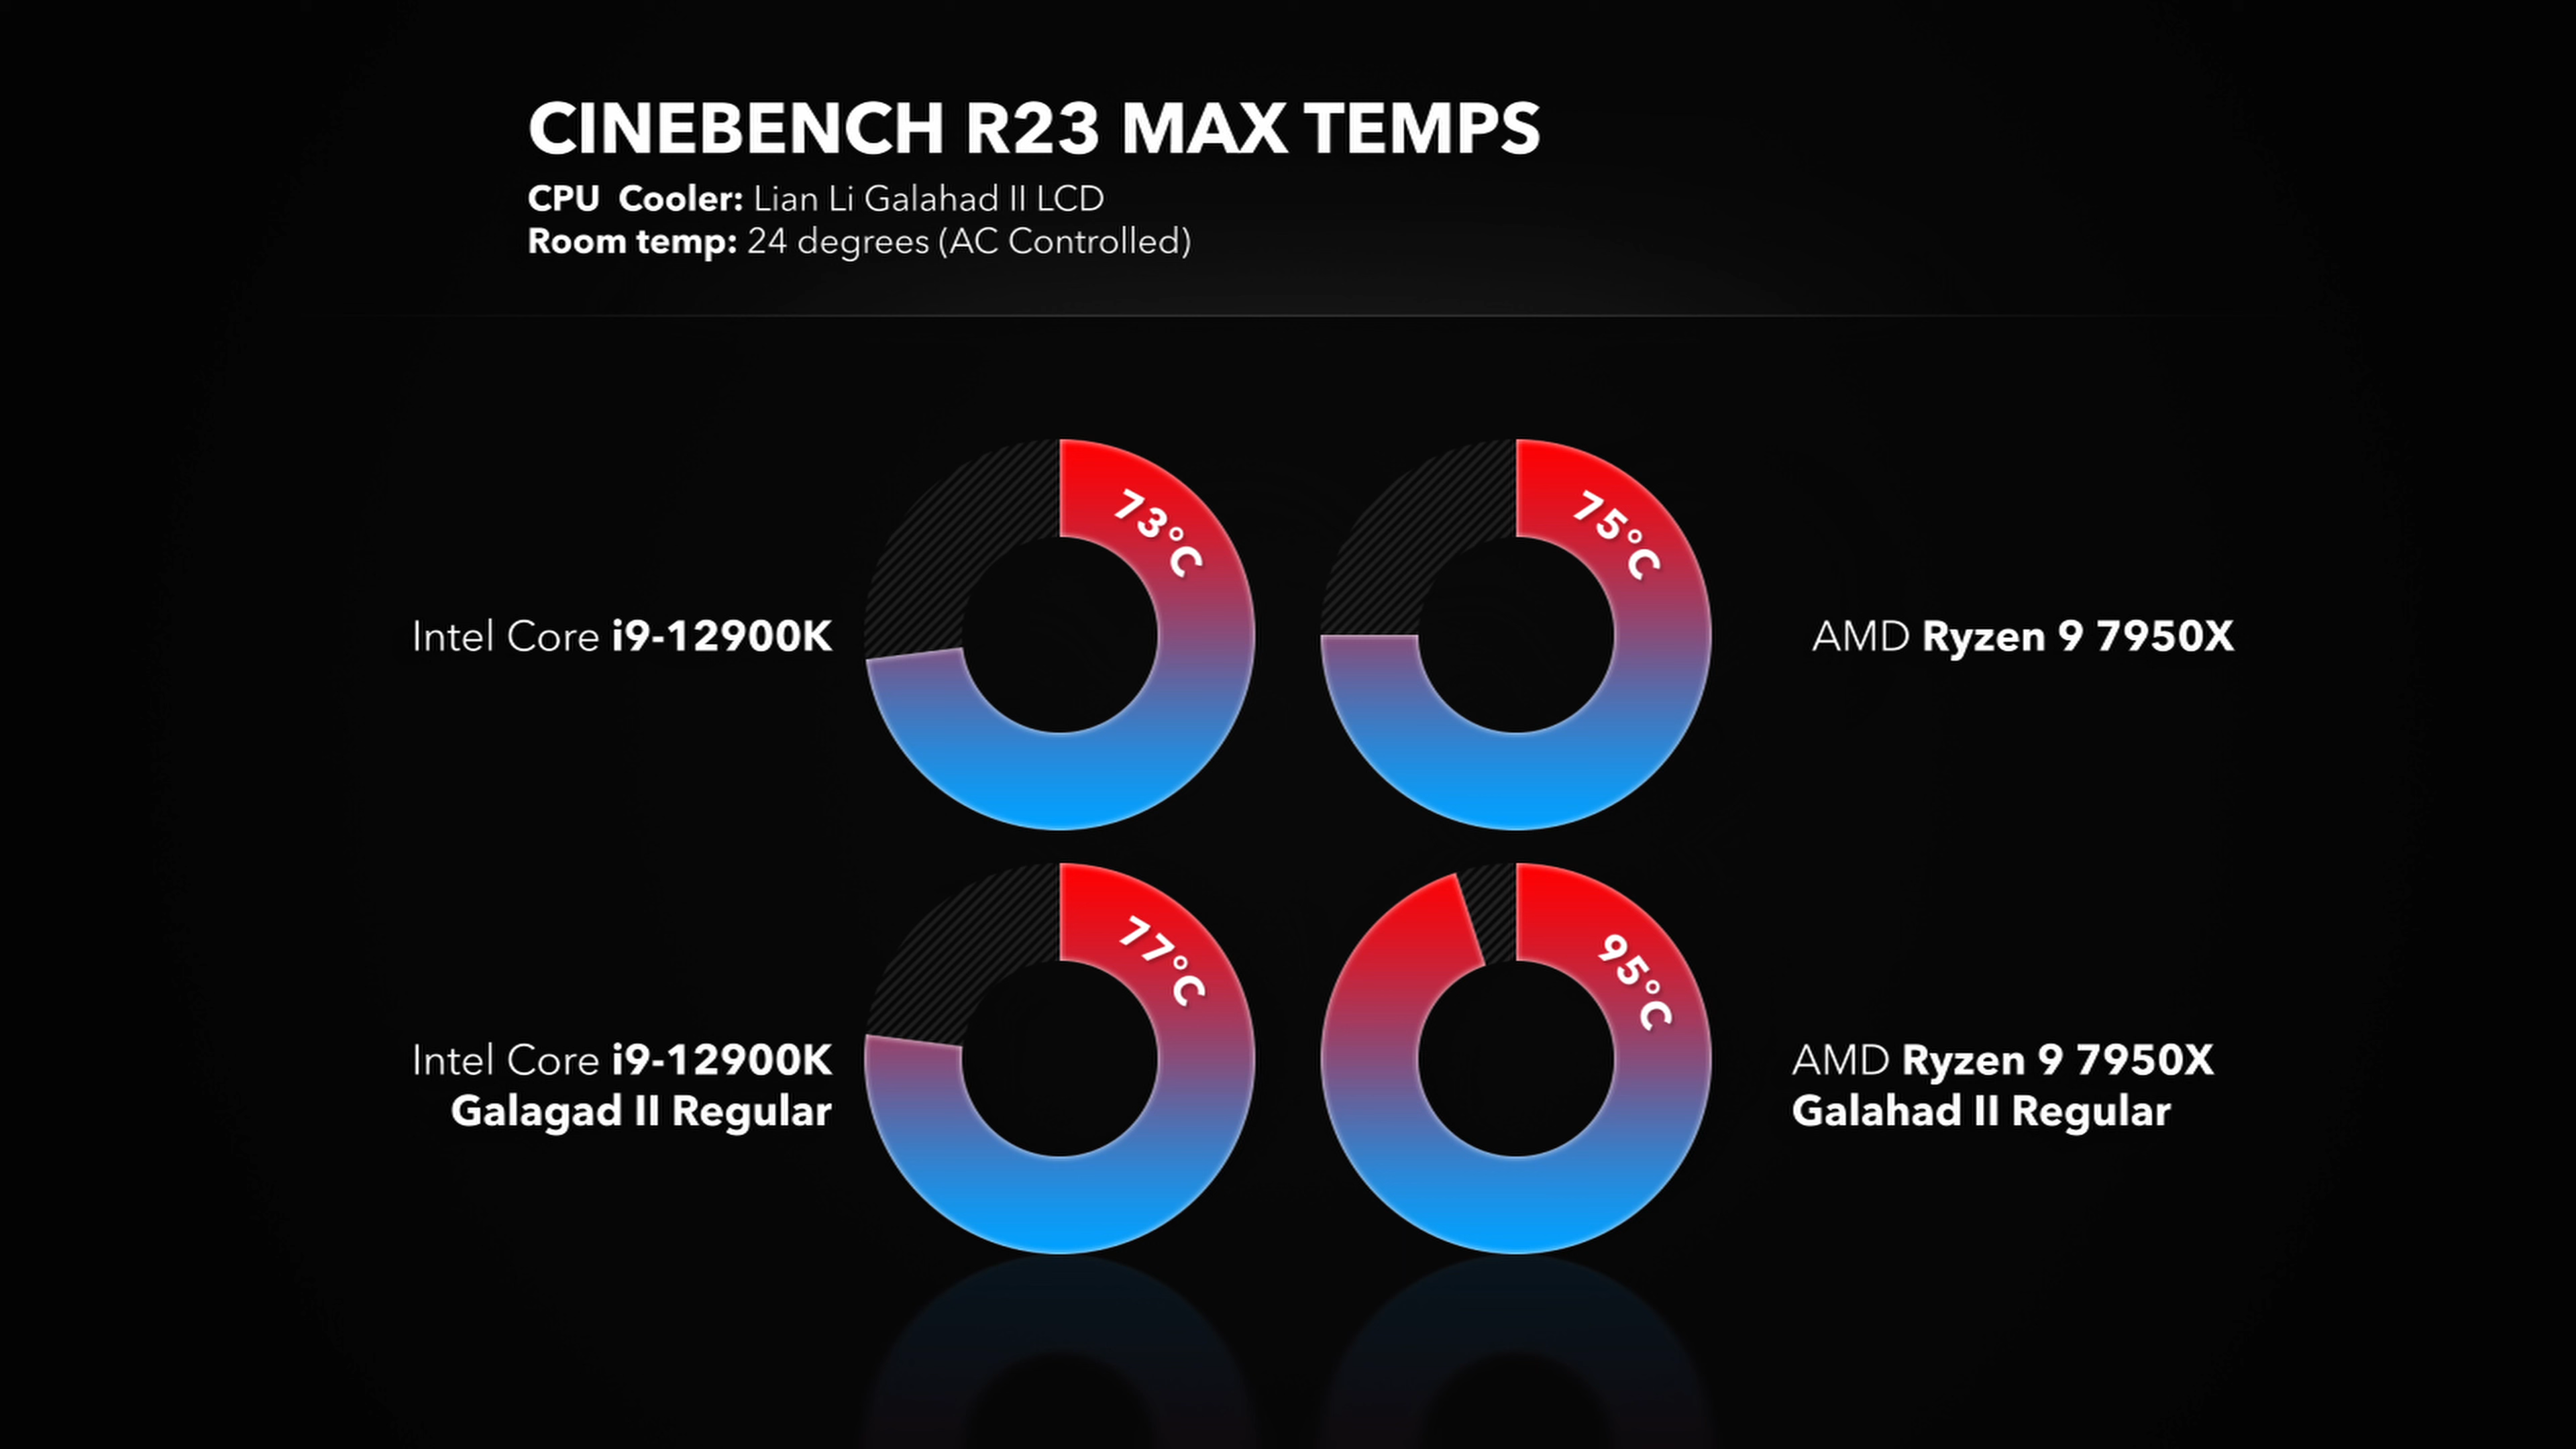 CINEBENCH R23 MAX TEMPS
CPU  Cooler: Lian Li Galahad II LCD
Room temp: 24 degrees (AC Controlled)
Intel Core i9-12900K
73°C
75°C
AMD Ryzen 9 7950X
Intel Core i9-12900K
Galagad II Regular
77°C
95°C
AMD Ryzen 9 7950X
Galahad II Regular